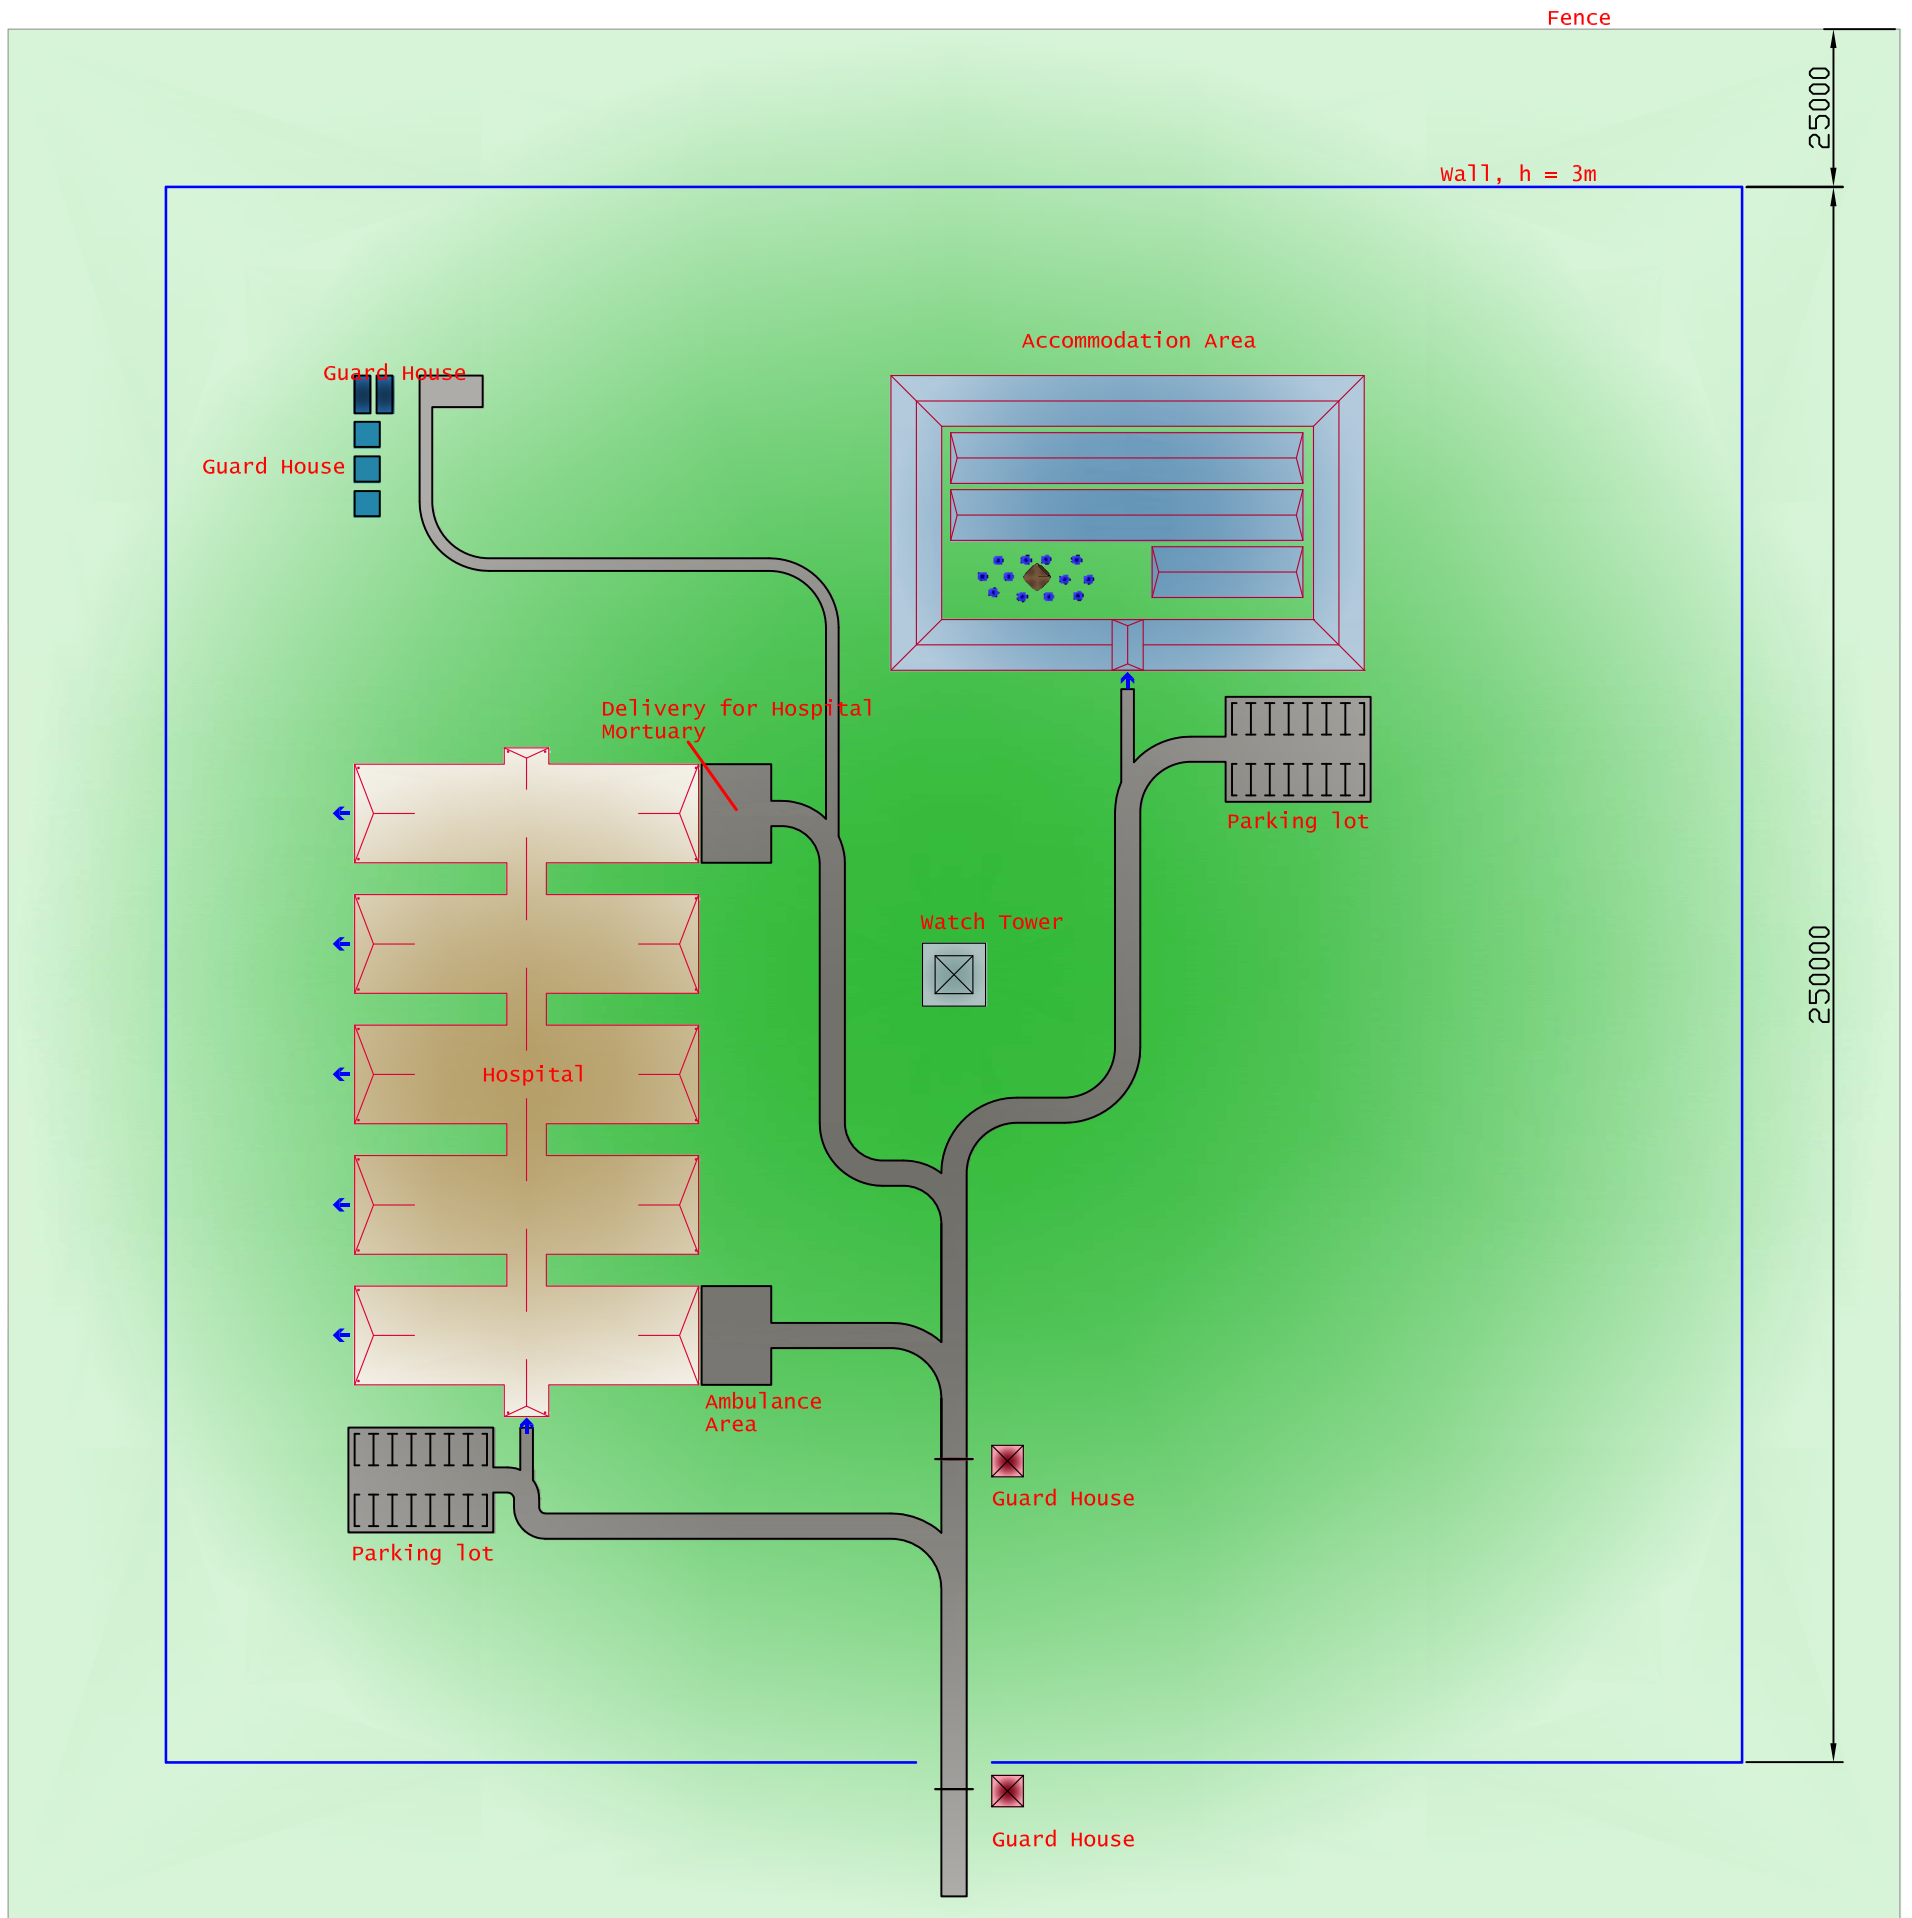 Fence
25000
Wall, h = 3m
Accommodation Area
Guard House
Guard House
Delivery for Hospital
Mortuary
Parking lot
Watch Tower
250000
Hospital
Ambulance
Area
Guard House
Parking lot
Guard House